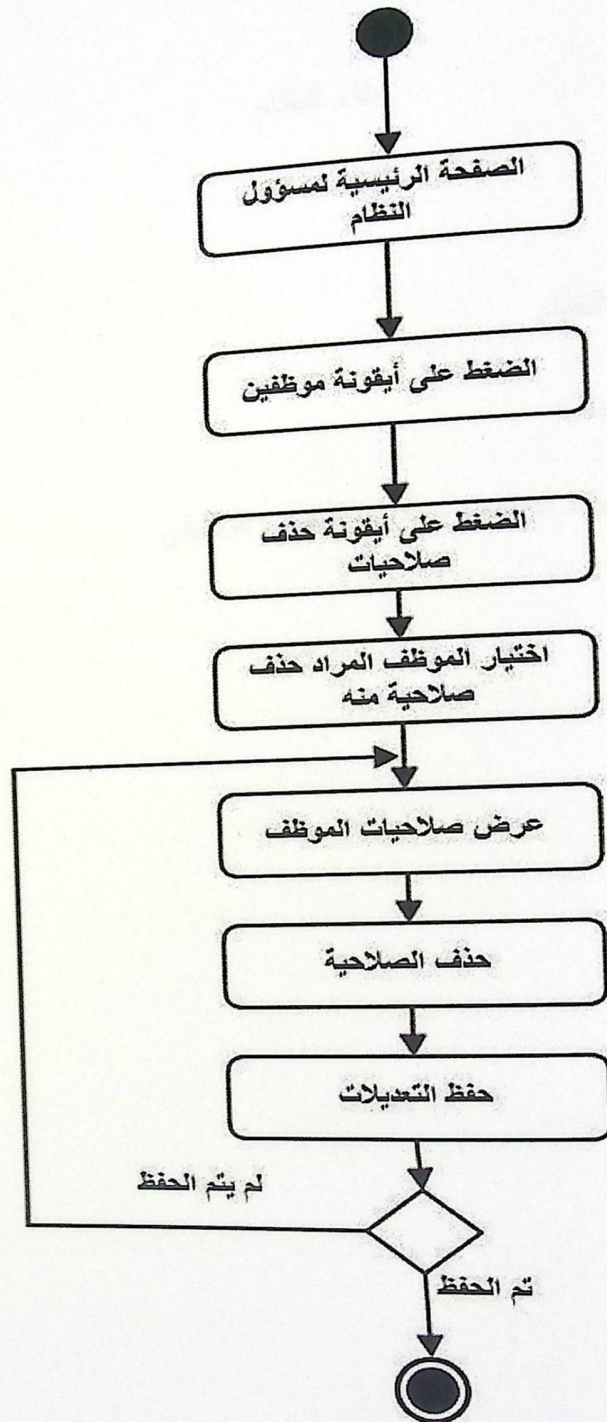 الصفحة الرئيسية لمسؤول
النظام
الضغط على أيقونة موظفين
الضغط على أيقونة حذف
صلاحيات
اختيار الموظف المراد حذف
صلاحية منه
عرض صلاحيات الموظف
حذف الصلاحية
حفظ التعديلات
لم يتم الحفظ
تم الحفظ